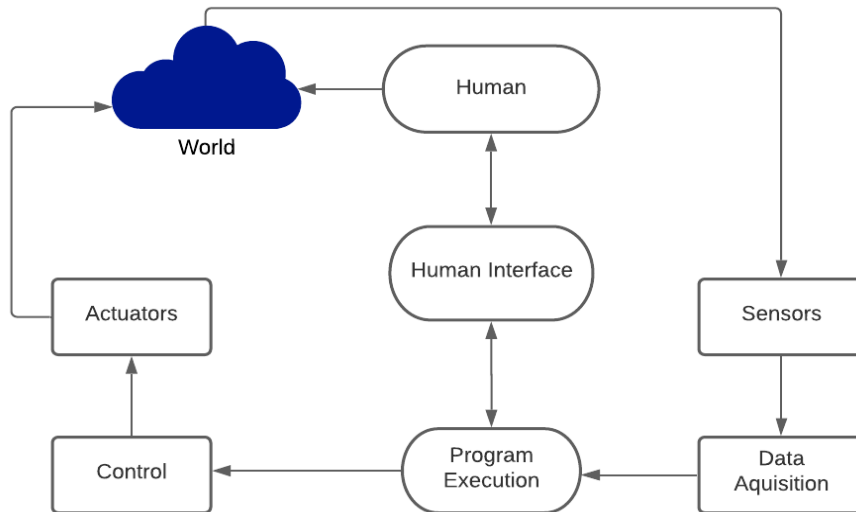 Human
World
Human Interface
Actuators
Sensors
Control
Program
Execution
Data
Aquisition